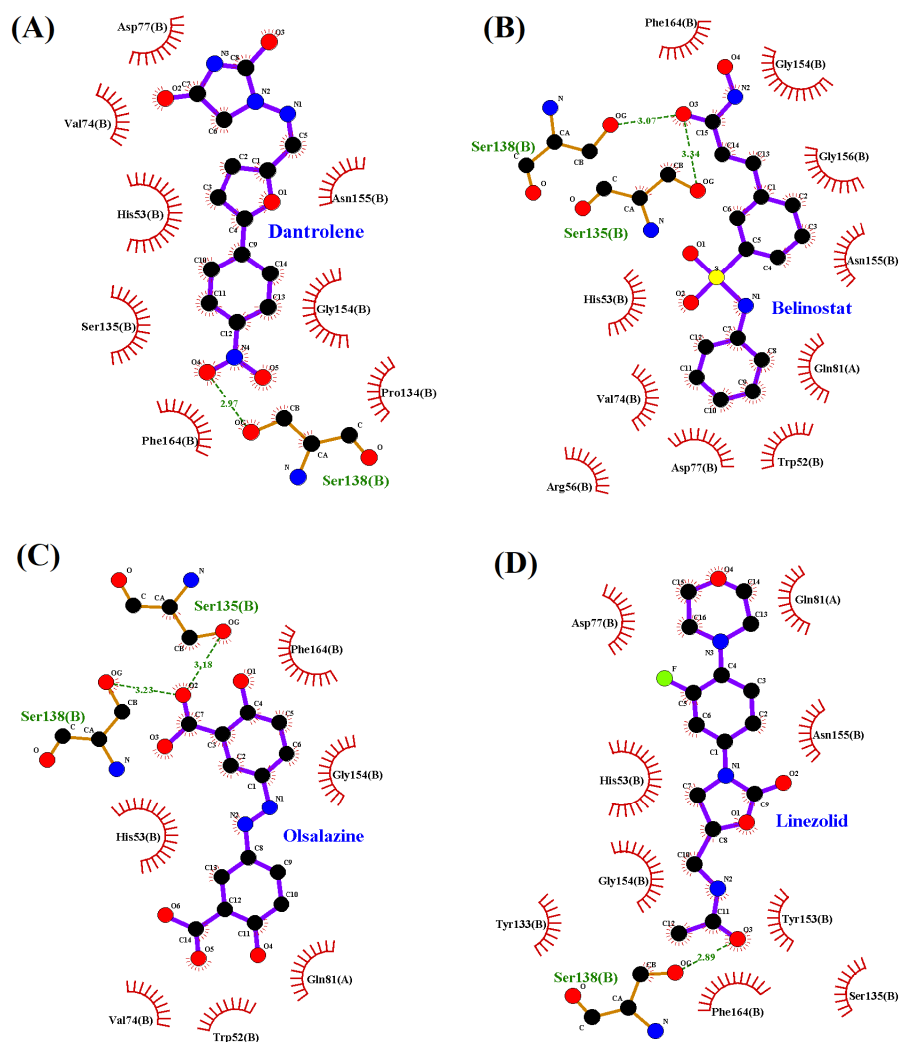 (A)
Asp77(B)
O3
N3
C8
O2
C7
N2
N1
Val74(B)
C6
C5
C2
C1
C3
O1
Asn155(B)
His53(B)
C4
Dantrolene
C9
C10
C14
C11
C13
Gly154(B)
Ser135(B)
C12
N4
O4
O5
2.97
Pro134(B)
CB
OG
C
Phe164(B)
CA
O
N
Ser138(B)
(B)
Phe164(B)
O4
Gly154(B)
N2
N
O3
OG
3.07
C15
CA
Ser138(B)
CB
C14
C13
C
3.34
Gly156(B)
O
CB
OG
C
C1
C2
CA
O
C6
C3
Ser135(B)
N
O1
C5
C4
Asn155(B)
S
His53(B)
O2
N1
Belinostat
C7
C12
C8
C11
C9
Gln81(A)
C10
Val74(B)
Asp77(B)
Trp52(B)
Arg56(B)
(C)
O
N
C
CA
Ser135(B)
OG
CB
Phe164(B)
3.18
OG
3.23
O2
O1
CB
Ser138(B)
C7
C4
C5
C
CA
O3
C3
O
C6
N
C2
Gly154(B)
C1
N1
N2
His53(B)
Olsalazine
C8
C13
C9
C12
C10
O6
C14
C11
O5
O4
Gln81(A)
Val74(B)
Trp52(B)
(D)
O4
C15
C14
Gln81(A)
Asp77(B)
C16
C13
N3
C4
F
C3
C5
C6
C2
Asn155(B)
C1
N1
His53(B)
O2
C7
C9
O1
Linezolid
C8
C10
Gly154(B)
N2
C11
Tyr133(B)
C12
O3
Tyr153(B)
2.89
Ser138(B)
CB
OG
O
CA
Ser135(B)
C
N
Phe164(B)